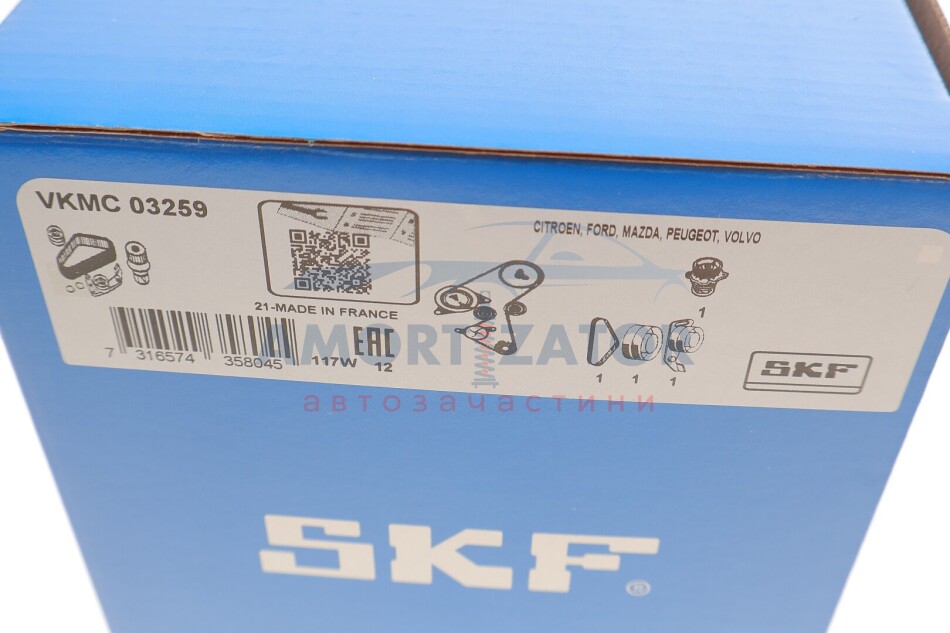 VKMC 03259
CITROEN, FORD, MAZDA, PEUGEOT, VOLVO
21-MADE IN FRANCE
1
7 316574 358045
117W
EAC
12
1 1 1
SKF
AMORTIZATOR
автозачастини
SKF®